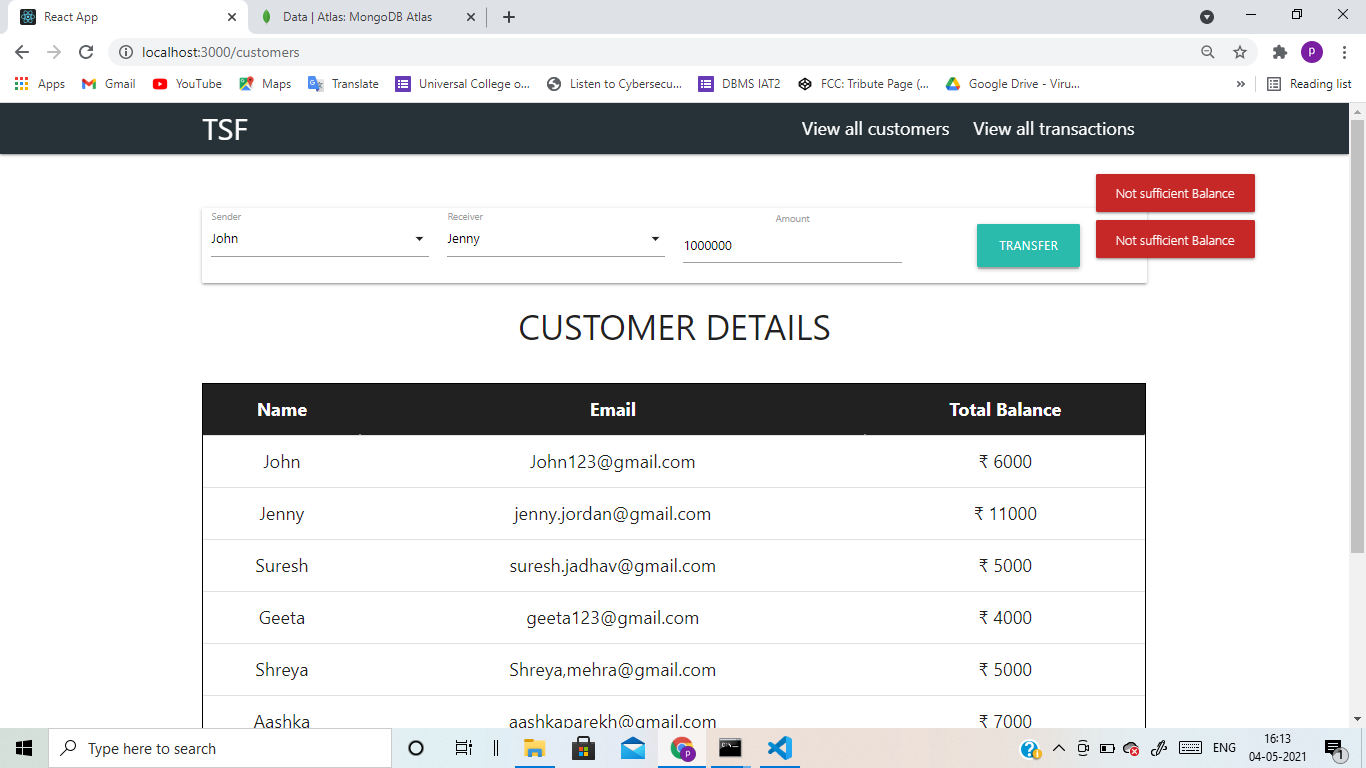 React App
Data | Atlas: MongoDB Atlas
localhost:3000/customers
P
Apps
Gmail
YouTube
Maps
Translate
Universal College o...
Listen to Cybersecu...
DBMS IAT2
FCC: Tribute Page (...
Google Drive - Viru...
»
Reading list
TSF
View all customers
View all transactions
Not sufficient Balance
Not sufficient Balance
Sender
John
Receiver
Jenny
Amount
1000000
TRANSFER
CUSTOMER DETAILS
Name Email Total Balance
John John123@gmail.com ₹ 6000
Jenny jenny.jordan@gmail.com ₹ 11000
Suresh suresh.jadhav@gmail.com ₹ 5000
Geeta geeta123@gmail.com ₹ 4000
Shreya Shreya,mehra@gmail.com ₹ 5000
Aashka aashkaparekh@gmail.com ₹ 7000
Type here to search
ENG
16:13
04-05-2021
1